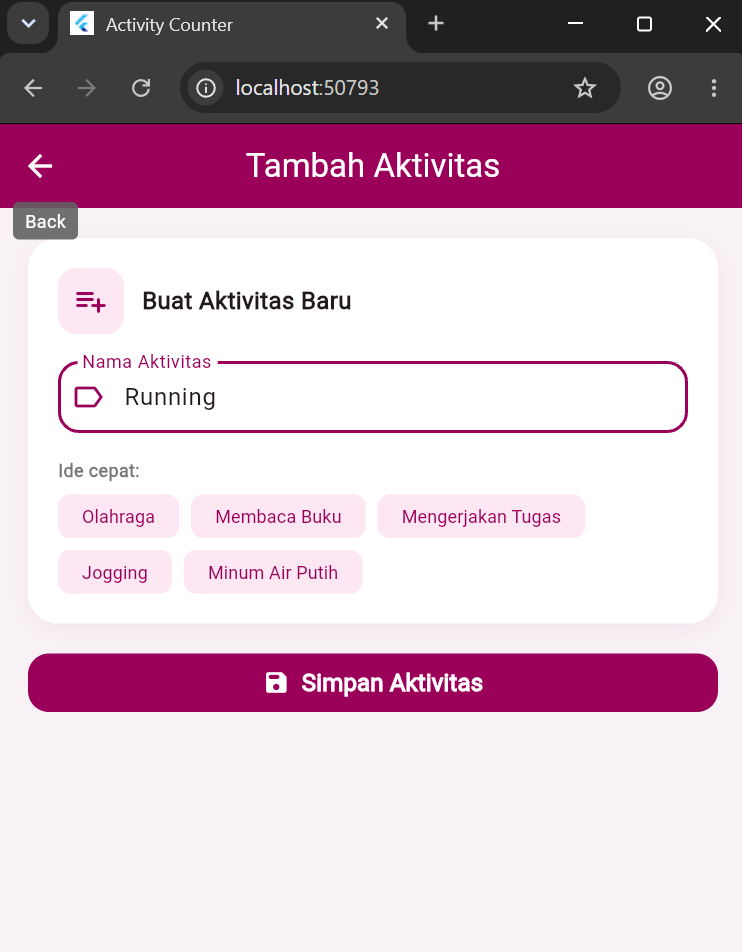 Activity Counter
localhost:50793
Tambah Aktivitas
Back
Buat Aktivitas Baru
Nama Aktivitas
Running
Ide cepat:
Olahraga Membaca Buku Mengerjakan Tugas
Jogging Minum Air Putih
Simpan Aktivitas